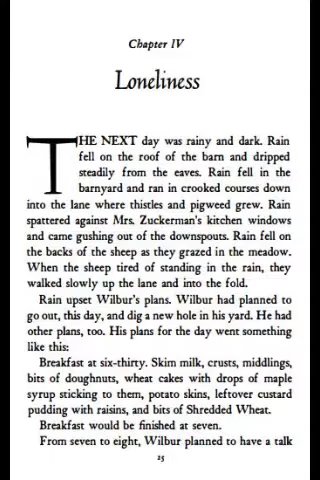 Chapter IV
Loneliness
THE NEXT day was rainy and dark. Rain
fell on the roof of the barn and dripped
steadily from the eaves. Rain fell in the
barnyard and ran in crooked courses down
into the lane where thistles and pigweed grew. Rain
spattered against Mrs. Zuckerman's kitchen windows
and came gushing out of the downspouts. Rain fell on
the backs of the sheep as they grazed in the meadow.
When the sheep tired of standing in the rain, they
walked slowly up the lane and into the fold.
Rain upset Wilbur's plans. Wilbur had planned to
go out, this day, and dig a new hole in his yard. He had
other plans, too. His plans for the day went something
like this:
Breakfast at six-thirty. Skim milk, crusts, middlings,
bits of doughnuts, wheat cakes with drops of maple
syrup sticking to them, potato skins, leftover custard
pudding with raisins, and bits of Shredded Wheat.
Breakfast would be finished at seven.
From seven to eight, Wilbur planned to have a talk
25